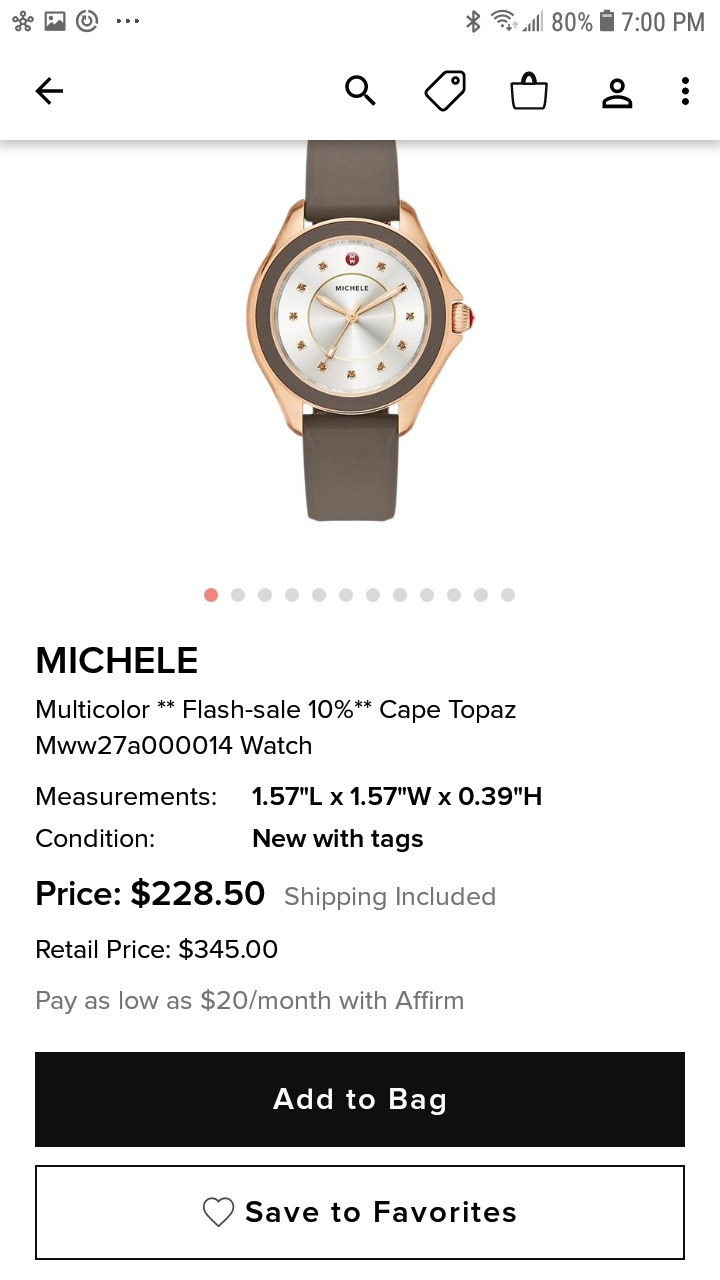 80% 7:00 PM
MICHELE
MICHELE
Multicolor ** Flash-sale 10%** Cape Topaz
Mww27a000014 Watch
Measurements: 1.57"L x 1.57"W x 0.39"H
Condition: New with tags
Price: $228.50 Shipping Included
Retail Price: $345.00
Pay as low as $20/month with Affirm
Add to Bag
Save to Favorites